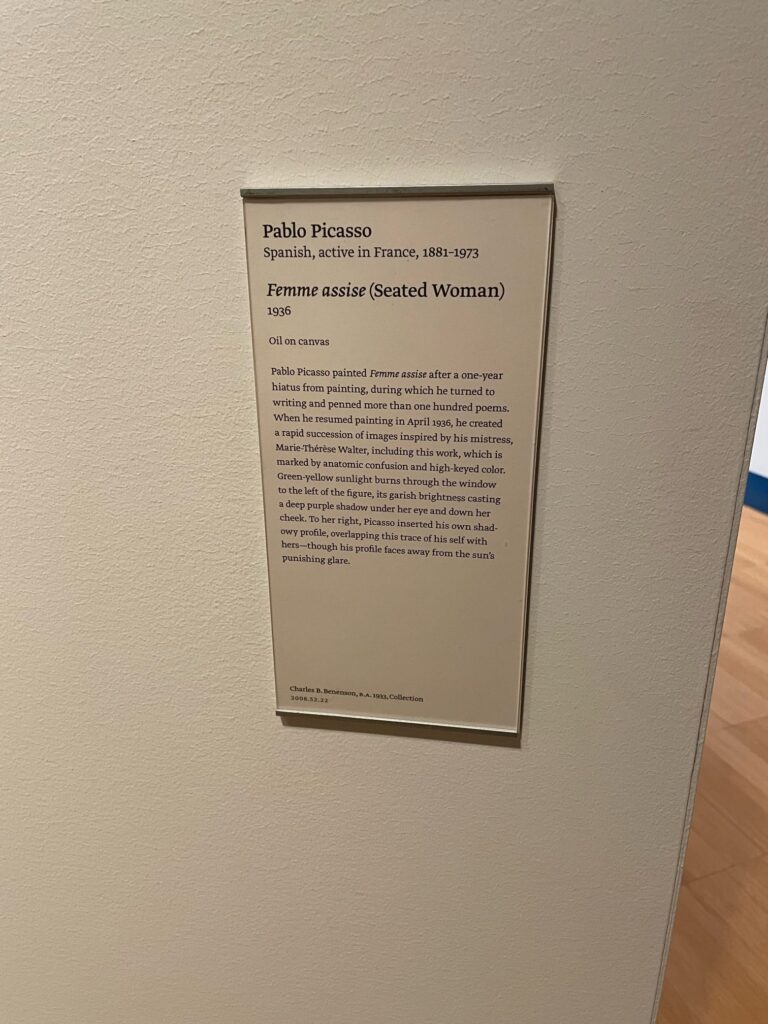 Pablo Picasso
Spanish, active in France, 1881–1973
Femme assise (Seated Woman)
1936
Oil on canvas
Pablo Picasso painted Femme assise after a one-year
hiatus from painting, during which he turned to
writing and penned more than one hundred poems.
When he resumed painting in April 1936, he created
a rapid succession of images inspired by his mistress,
Marie-Thérèse Walter, including this work, which is
marked by anatomic confusion and high-keyed color.
Green-yellow sunlight burns through the window
to the left of the figure, its garish brightness casting
a deep purple shadow under her eye and down her
cheek. To her right, Picasso inserted his own shad-
owy profile, overlapping this trace of his self with
hers—though his profile faces away from the sun's
punishing glare.
Charles B. Benenson, B.A. 1933, Collection
2006.52.22